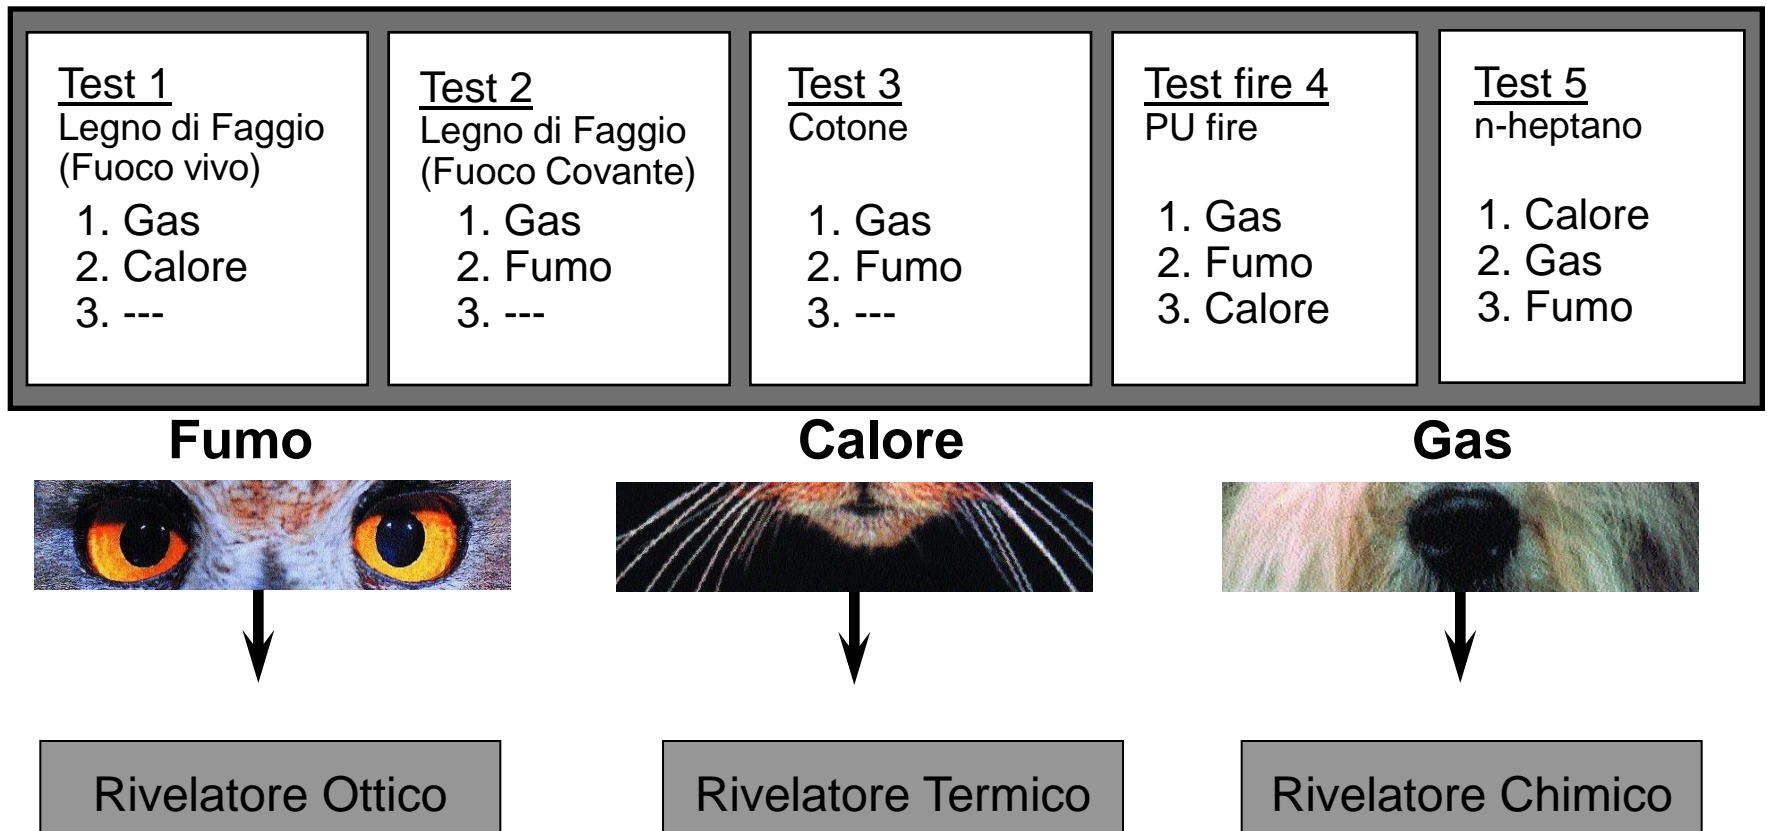 Test 1
Legno di Faggio
(Fuoco vivo)
1. Gas
2. Calore
3. ---
Test 2
Legno di Faggio
(Fuoco Covante)
1. Gas
2. Fumo
3. ---
Test 3
Cotone
1. Gas
2. Fumo
3. ---
Test fire 4
PU fire
1. Gas
2. Fumo
3. Calore
Test 5
n-heptano
1. Calore
2. Gas
3. Fumo
Fumo
Calore
Gas
Rivelatore Ottico
Rivelatore Termico
Rivelatore Chimico